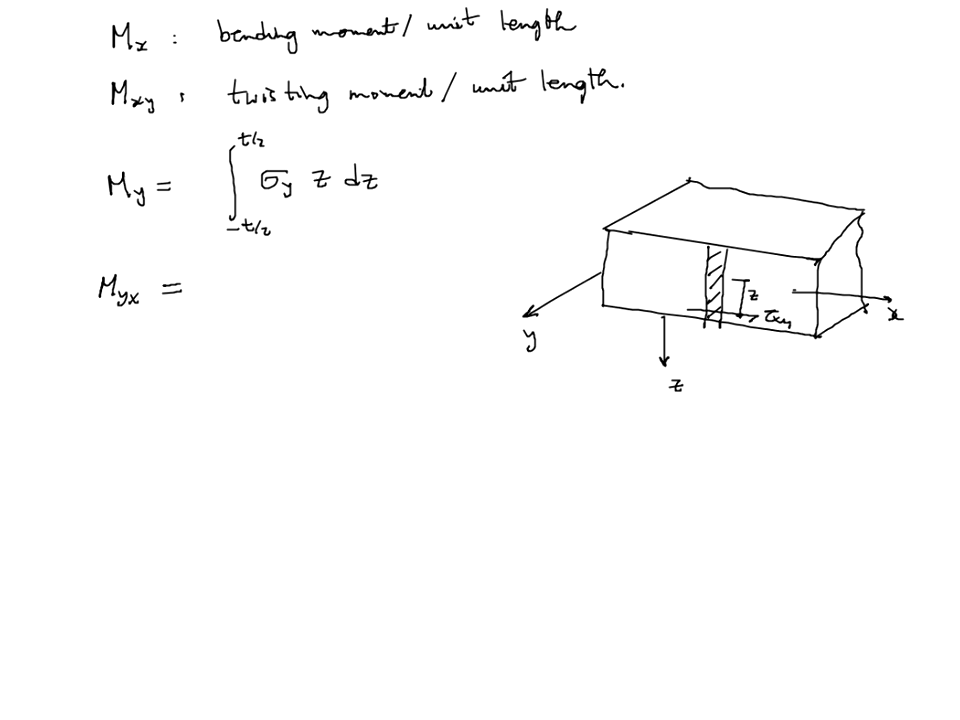 Mx : bending moment / unit length
Mxy : twisting moment / unit length.
My = ∫_{-t/2}^{t/2} σy z dz
Myx =
z
τxy
x
y
z